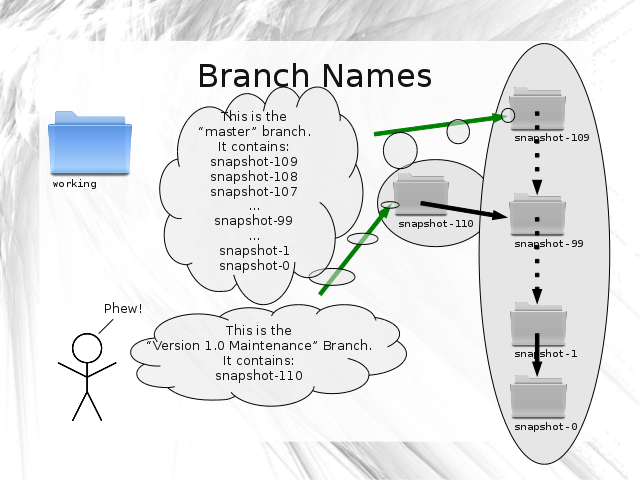 Branch Names
This is the
“master” branch.
It contains:
snapshot-109
snapshot-108
snapshot-107
...
snapshot-99
...
snapshot-1
snapshot-0
working
snapshot-109
snapshot-110
snapshot-99
snapshot-1
snapshot-0
Phew!
This is the
“Version 1.0 Maintenance” Branch.
It contains:
snapshot-110